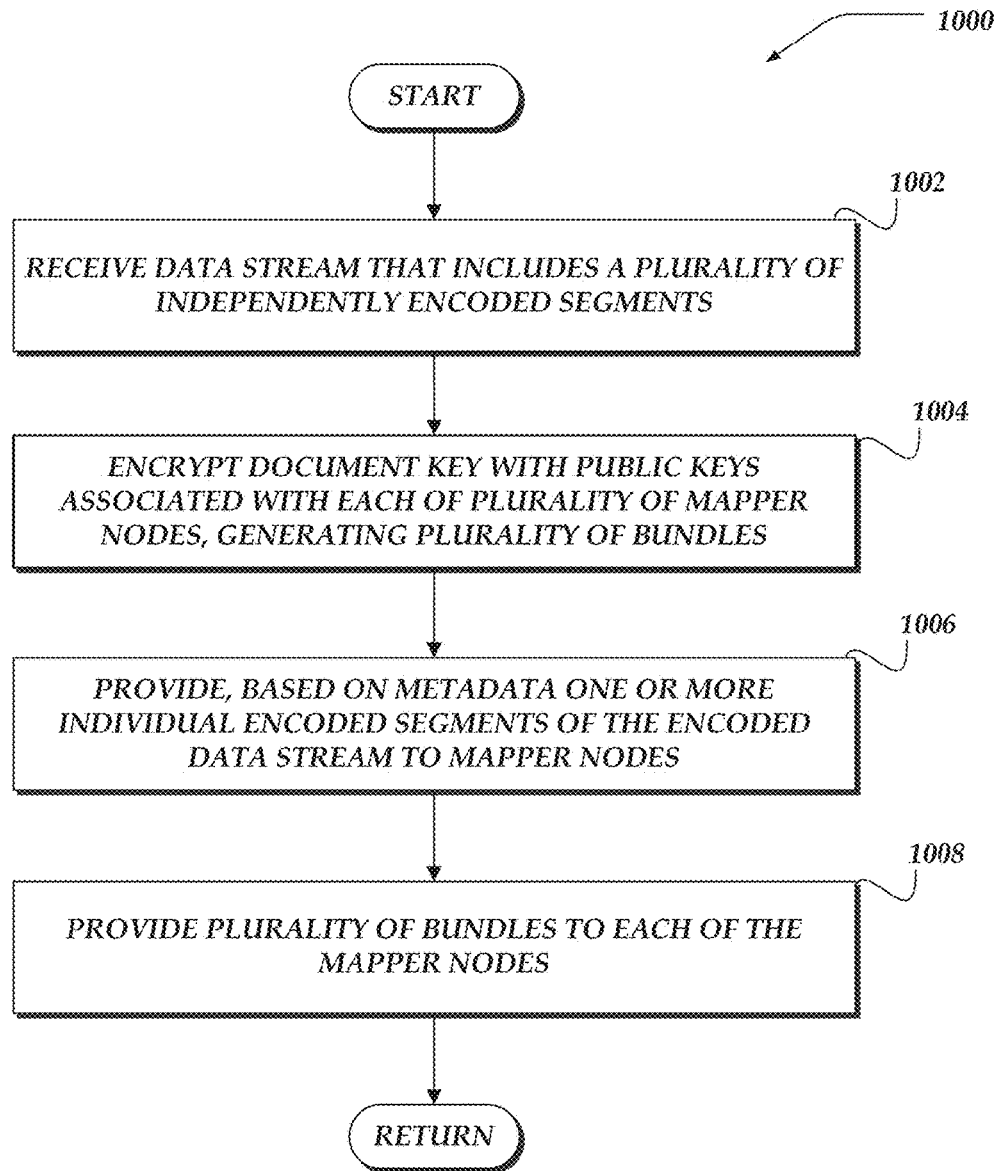 1000
START
1002
RECEIVE DATA STREAM THAT INCLUDES A PLURALITY OF
INDEPENDENTLY ENCODED SEGMENTS
1004
ENCRYPT DOCUMENT KEY WITH PUBLIC KEYS
ASSOCIATED WITH EACH OF PLURALITY OF MAPPER
NODES, GENERATING PLURALITY OF BUNDLES
1006
PROVIDE, BASED ON METADATA ONE OR MORE
INDIVIDUAL ENCODED SEGMENTS OF THE ENCODED
DATA STREAM TO MAPPER NODES
1008
PROVIDE PLURALITY OF BUNDLES TO EACH OF THE
MAPPER NODES
RETURN